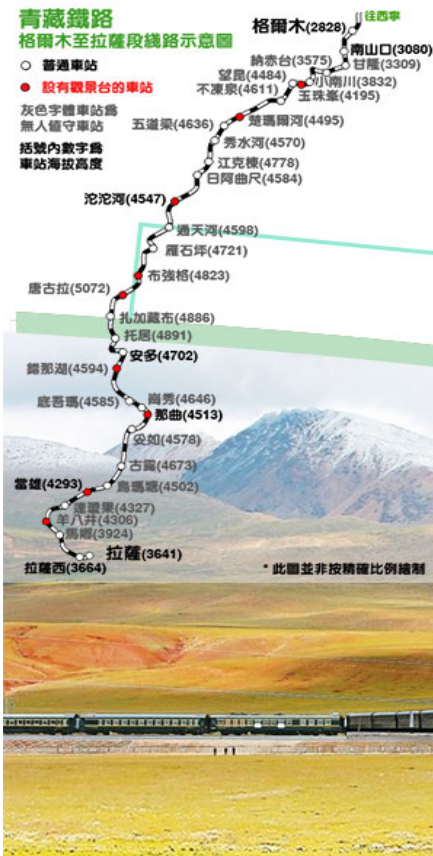 青藏鐵路
格爾木至拉薩段綫路示意圖
普通車站
設有觀景台的車站
灰色字體車站爲
無人值守車站
括號內數字爲
車站海拔高度
往西寧
格爾木(2828)
南山口(3080)
甘隆(3309)
納赤台(3575)
小南川(3832)
玉珠峯(4195)
望昆(4484)
不凍泉(4611)
楚瑪爾河(4495)
五道梁(4636)
秀水河(4570)
江克棟(4778)
日阿曲尺(4584)
沱沱河(4547)
通天河(4598)
雁石坪(4721)
布強格(4823)
唐古拉(5072)
扎加藏布(4886)
托居(4891)
安多(4702)
錯那湖(4594)
底吾瑪(4585)
崗秀(4646)
那曲(4513)
妥如(4578)
古露(4673)
烏瑪塘(4502)
當雄(4293)
達瓊果(4327)
羊八井(4306)
馬鄉(3924)
拉薩(3641)
拉薩西(3664)
* 此圖並非按精確比例繪制